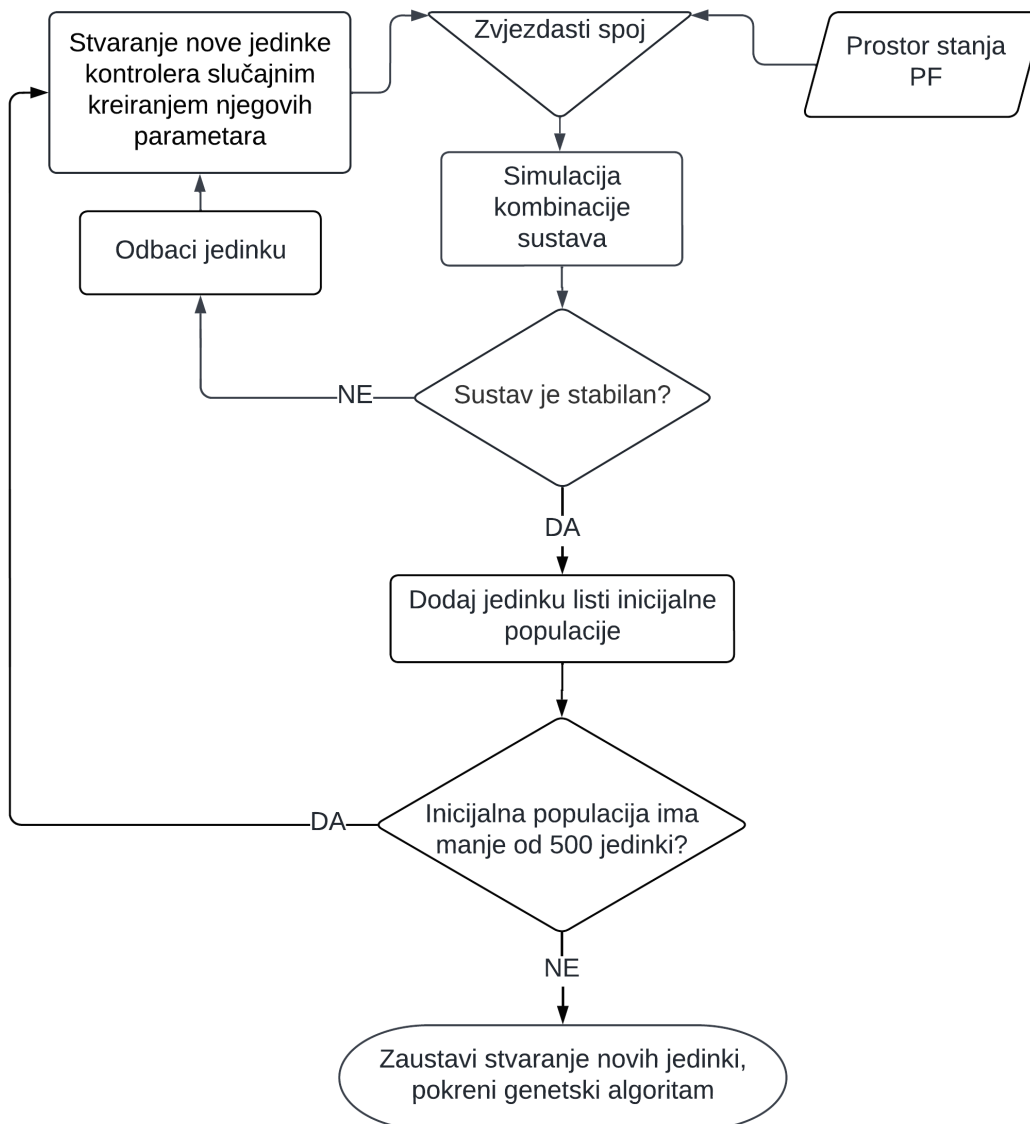 Stvaranje nove jedinke
kontrolera slučajnim
kreiranjem njegovih
parametara
Zvjezdasti spoj
Prostor stanja
PF
Simulacija
kombinacije
sustava
Odbaci jedinku
Sustav je stabilan?
NE
DA
Dodaj jedinku listi inicijalne
populacije
Inicijalna populacija ima
manje od 500 jedinki?
DA
NE
Zaustavi stvaranje novih jedinki,
pokreni genetski algoritam